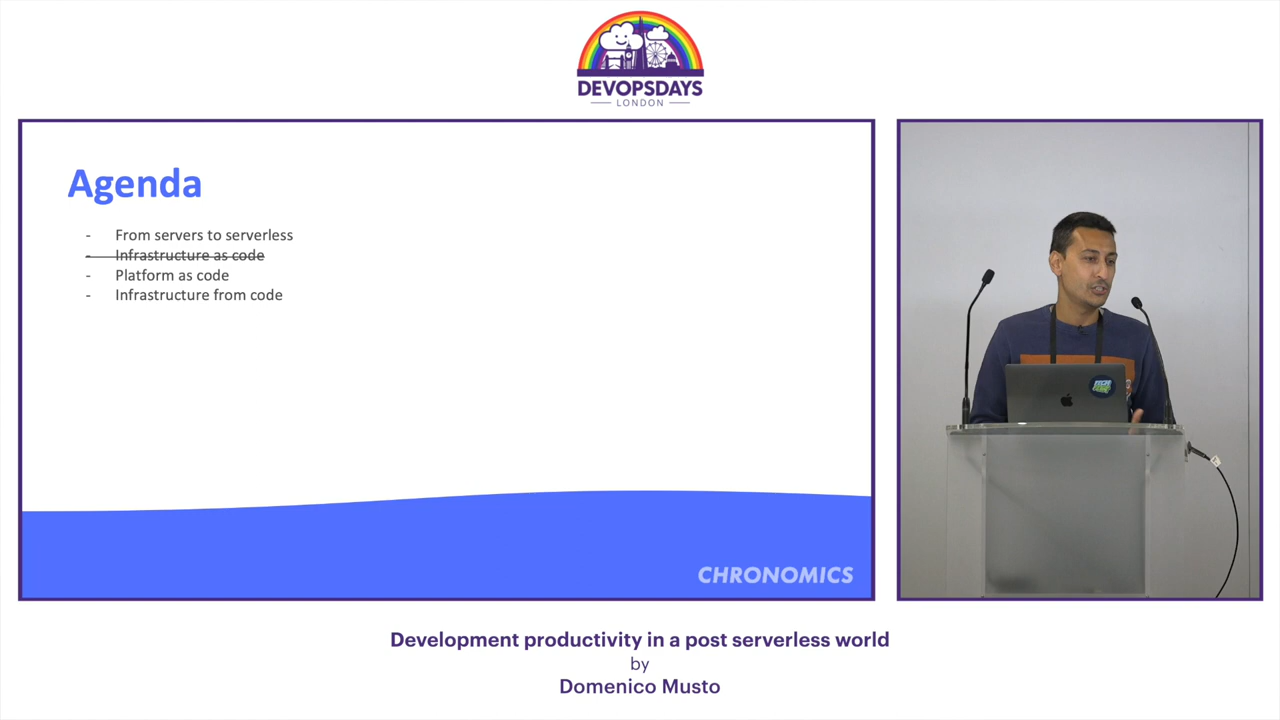 DEVOPSDAYS
LONDON
Agenda
- From servers to serverless
- Infrastructure as code
- Platform as code
- Infrastructure from code
CHRONOMICS
Development productivity in a post serverless world
by
Domenico Musto